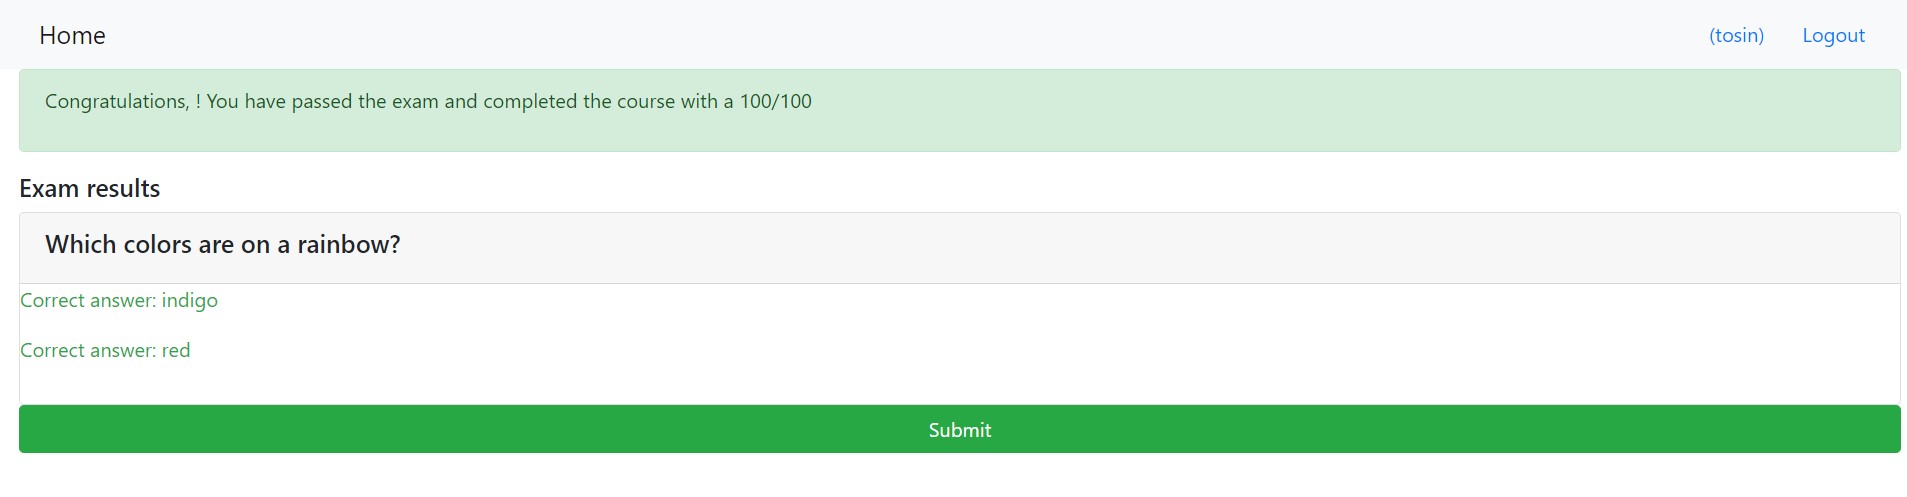 Home (tosin) Logout
Congratulations, ! You have passed the exam and completed the course with a 100/100
Exam results
Which colors are on a rainbow?
Correct answer: indigo
Correct answer: red
Submit